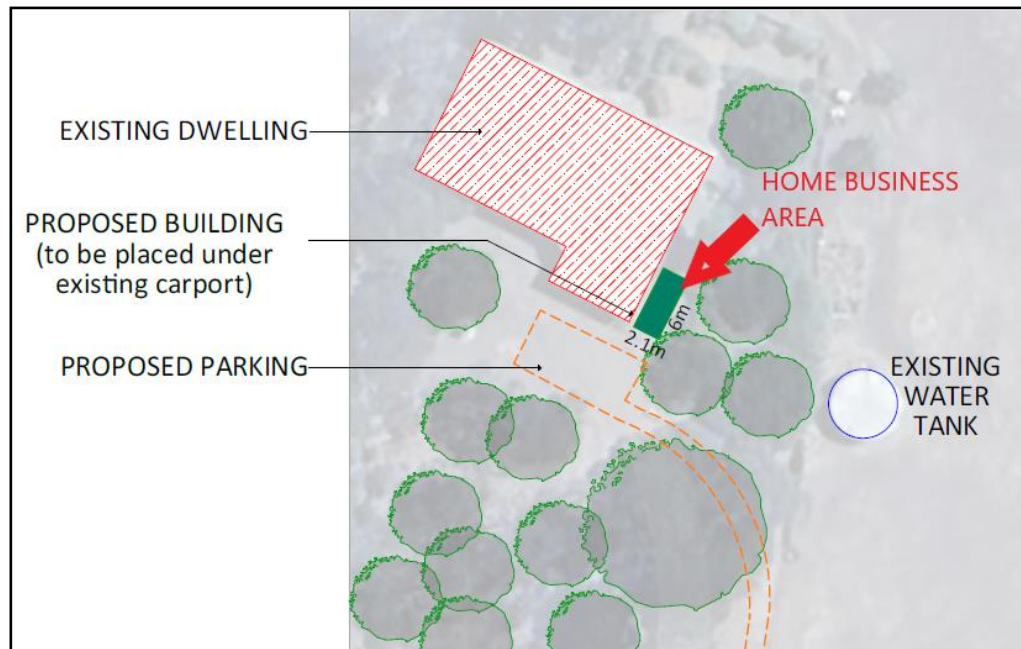 EXISTING DWELLING
PROPOSED BUILDING
(to be placed under
existing carport)
PROPOSED PARKING
HOME BUSINESS
AREA
6m
2.1m
EXISTING
WATER
TANK